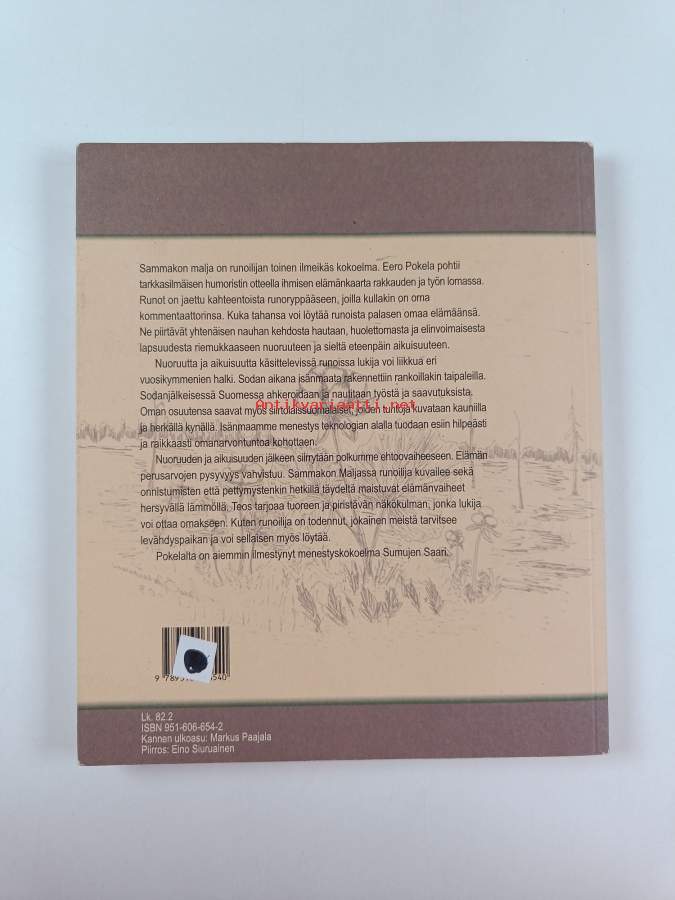 Sammakon malja on runoilijan toinen ilmeikäs kokoelma. Eero Pokela pohtii
tarkkasilmäisen humoristin otteella ihmisen elämänkaarta rakkauden ja työn lomassa.
Runot on jaettu kahteentoista runoryppääseen, joilla kullakin on oma
kommentaattorinsa. Kuka tahansa voi löytää runoista palasen omaa elämäänsä.
Ne piirtävät yhtenäisen nauhan kehdosta hautaan, huolettomasta ja elinvoimaisesta
lapsuudesta riemukkaaseen nuoruuteen ja sieltä eteenpäin aikuisuuteen.
Nuoruutta ja aikuisuutta käsittelevissä runoissa lukija voi liikkua eri
vuosikymmenien halki. Sodan aikana isänmaata rakennettiin rankoillakin taipaleilla.
Sodanjälkeisessä Suomessa ahkeroidaan ja nautitaan työstä ja saavutuksista.
Antikvariaatti.net
Oman osuutensa saavat myös siirtolaissuomalaiset, joiden tuntoja kuvataan kauniilla
ja herkällä kynällä. Isänmaamme menestys teknologian alalla tuodaan esiin hilpeästi
ja raikkaasti omanarvontuntoa kohottaen.
Nuoruuden ja aikuisuuden jälkeen siirrytään polkumme ehtoovaiheeseen. Elämän
perusarvojen pysyvyys vahvistuu. Sammakon Maljassa runoilija kuvailee sekä
onnistumisten että pettymystenkin hetkillä täydeltä maistuvat elämänvaiheet
hersyvällä lämmöllä. Teos tarjoaa tuoreen ja piristävän näkökulman, jonka lukija
voi ottaa omakseen. Kuten runoilija on todennut, jokainen meistä tarvitsee
levähdyspaikan ja voi sellaisen myös löytää.
Pokelalta on aiemmin ilmestynyt menestyskokoelma Sumujen Saari.
Lk. 82.2
ISBN 951-606-654-2
Kannen ulkoasu: Markus Paajala
Piirros: Eino Siuruainen